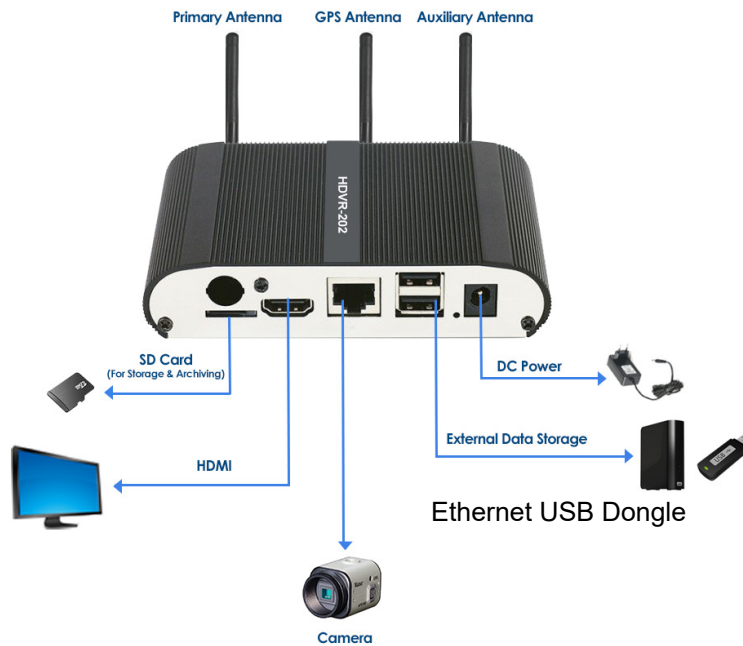 Primary Antenna
GPS Antenna
Auxiliary Antenna
HDVR-202
SD Card
(For Storage & Archiving)
DC Power
External Data Storage
HDMI
Ethernet USB Dongle
Camera